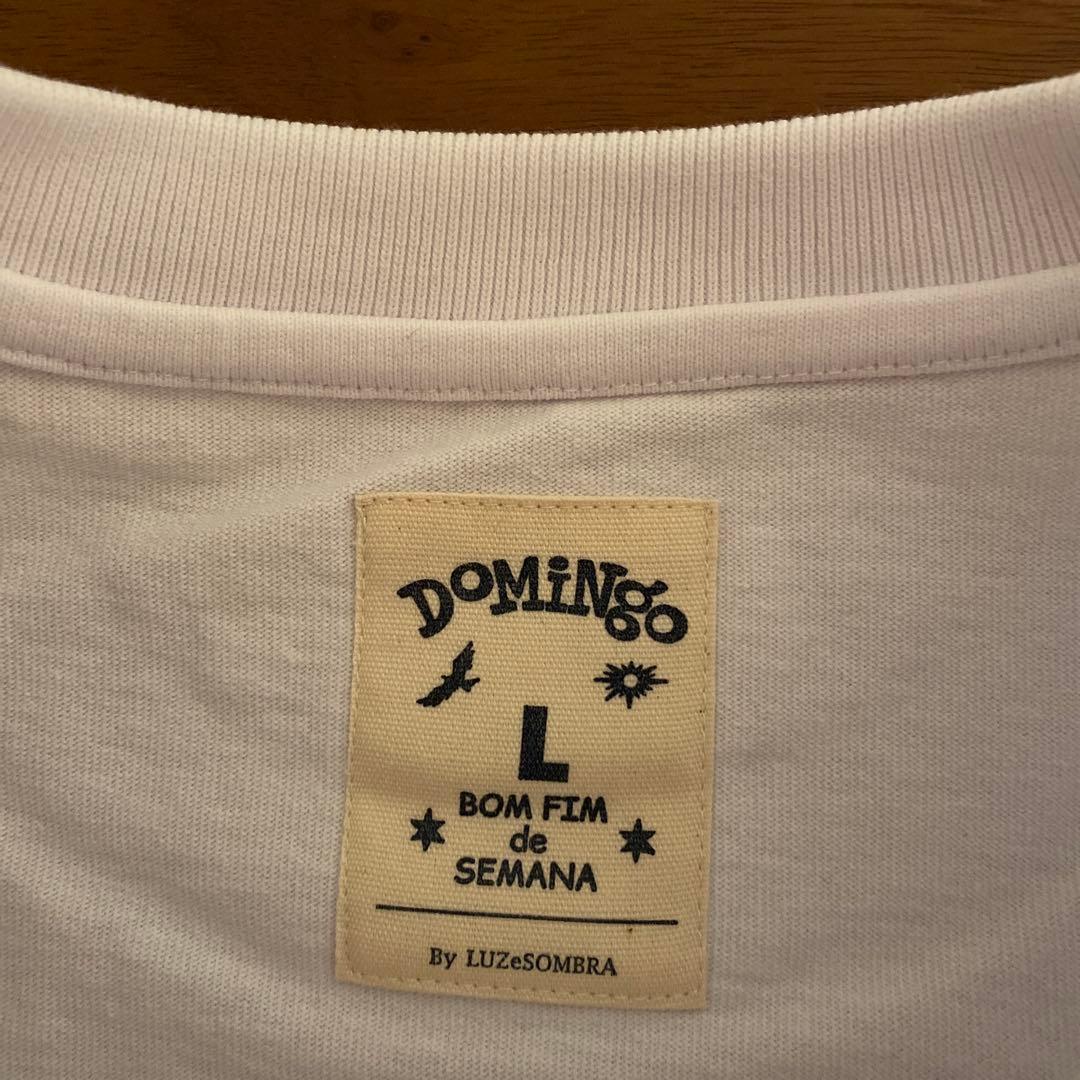 DOMiNgo
L
BOM FIM
de
SEMANA
By LUZeSOMBRA